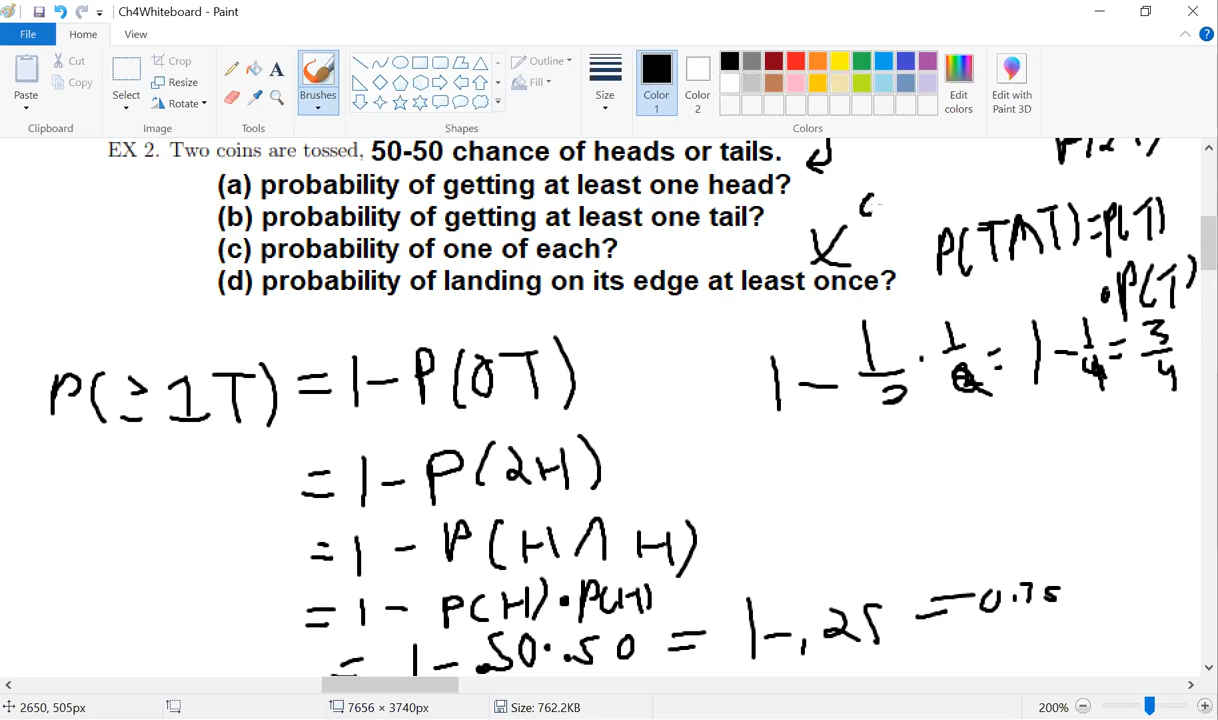 Ch4Whiteboard - Paint
File Home View
Paste Cut Copy Clipboard
Select Crop Resize Rotate Image
Tools
Brushes
Outline Fill Shapes
Size
Color 1 Color 2 Edit colors Edit with Paint 3D Colors
EX 2. Two coins are tossed, 50-50 chance of heads or tails.
(a) probability of getting at least one head?
(b) probability of getting at least one tail?
(c) probability of one of each?
(d) probability of landing on its edge at least once?
P(T∧T)=P(T)
·P(T)
1 - 1/2 · 1/2 = 1 - 1/4 = 3/4
P(≥1T) = 1 - P(0T)
= 1 - P(2H)
= 1 - P(H∧H)
= 1 - P(H)·P(H)
= 1 - .50·.50 = 1 - .25 = 0.75
2650, 505px 7656 × 3740px Size: 762.2KB 200%